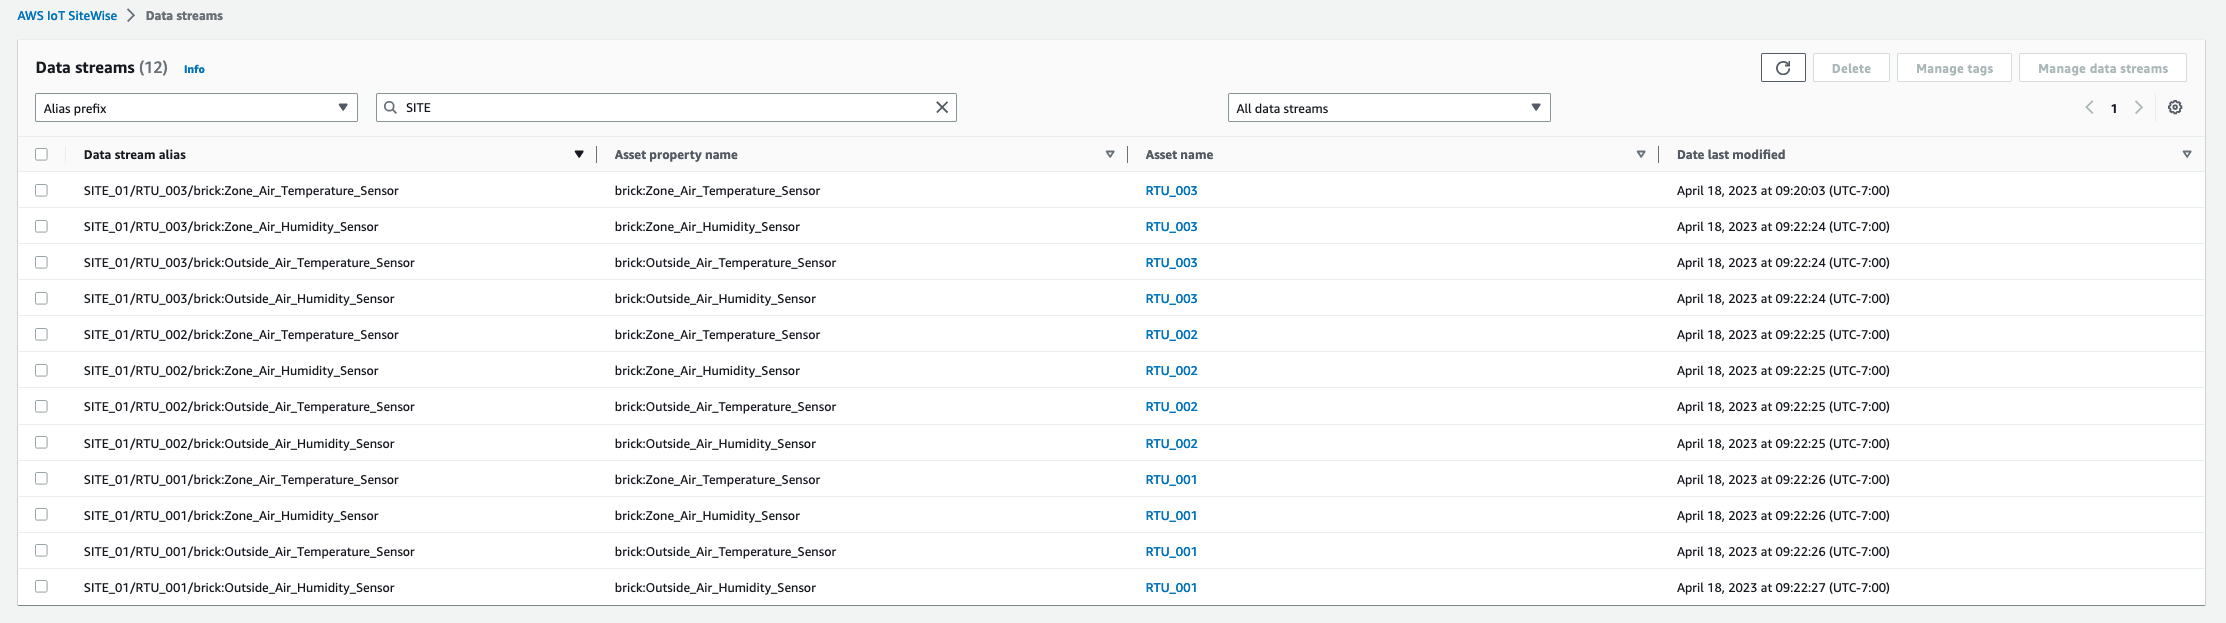 AWS IoT SiteWise > Data streams
Data streams (12) Info
Delete Manage tags Manage data streams
Alias prefix SITE All data streams 1
Data stream alias Asset property name Asset name Date last modified
SITE_01/RTU_003/brick:Zone_Air_Temperature_Sensor brick:Zone_Air_Temperature_Sensor RTU_003 April 18, 2023 at 09:20:03 (UTC-7:00)
SITE_01/RTU_003/brick:Zone_Air_Humidity_Sensor brick:Zone_Air_Humidity_Sensor RTU_003 April 18, 2023 at 09:22:24 (UTC-7:00)
SITE_01/RTU_003/brick:Outside_Air_Temperature_Sensor brick:Outside_Air_Temperature_Sensor RTU_003 April 18, 2023 at 09:22:24 (UTC-7:00)
SITE_01/RTU_003/brick:Outside_Air_Humidity_Sensor brick:Outside_Air_Humidity_Sensor RTU_003 April 18, 2023 at 09:22:24 (UTC-7:00)
SITE_01/RTU_002/brick:Zone_Air_Temperature_Sensor brick:Zone_Air_Temperature_Sensor RTU_002 April 18, 2023 at 09:22:25 (UTC-7:00)
SITE_01/RTU_002/brick:Zone_Air_Humidity_Sensor brick:Zone_Air_Humidity_Sensor RTU_002 April 18, 2023 at 09:22:25 (UTC-7:00)
SITE_01/RTU_002/brick:Outside_Air_Temperature_Sensor brick:Outside_Air_Temperature_Sensor RTU_002 April 18, 2023 at 09:22:25 (UTC-7:00)
SITE_01/RTU_002/brick:Outside_Air_Humidity_Sensor brick:Outside_Air_Humidity_Sensor RTU_002 April 18, 2023 at 09:22:25 (UTC-7:00)
SITE_01/RTU_001/brick:Zone_Air_Temperature_Sensor brick:Zone_Air_Temperature_Sensor RTU_001 April 18, 2023 at 09:22:26 (UTC-7:00)
SITE_01/RTU_001/brick:Zone_Air_Humidity_Sensor brick:Zone_Air_Humidity_Sensor RTU_001 April 18, 2023 at 09:22:26 (UTC-7:00)
SITE_01/RTU_001/brick:Outside_Air_Temperature_Sensor brick:Outside_Air_Temperature_Sensor RTU_001 April 18, 2023 at 09:22:26 (UTC-7:00)
SITE_01/RTU_001/brick:Outside_Air_Humidity_Sensor brick:Outside_Air_Humidity_Sensor RTU_001 April 18, 2023 at 09:22:27 (UTC-7:00)